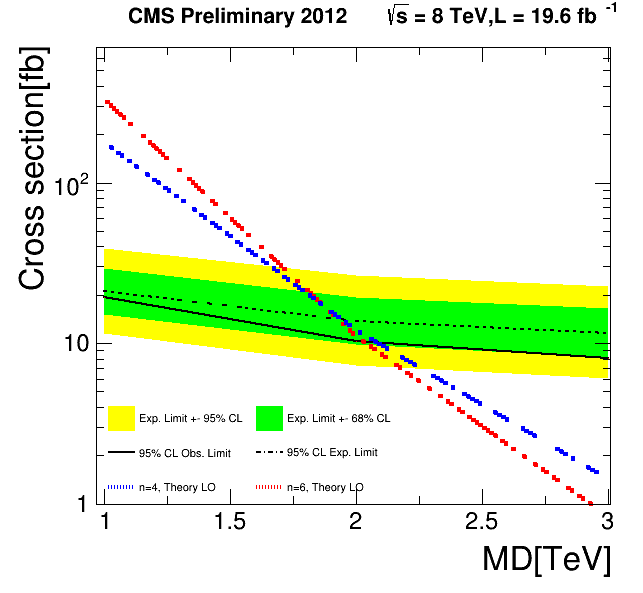 CMS Preliminary 2012 √s = 8 TeV,L = 19.6 fb⁻¹
Cross section[fb]
10²
10
1
Exp. Limit +- 95% CL Exp. Limit +- 68% CL
95% CL Obs. Limit 95% CL Exp. Limit
n=4, Theory LO n=6, Theory LO
1 1.5 2 2.5 3
MD[TeV]